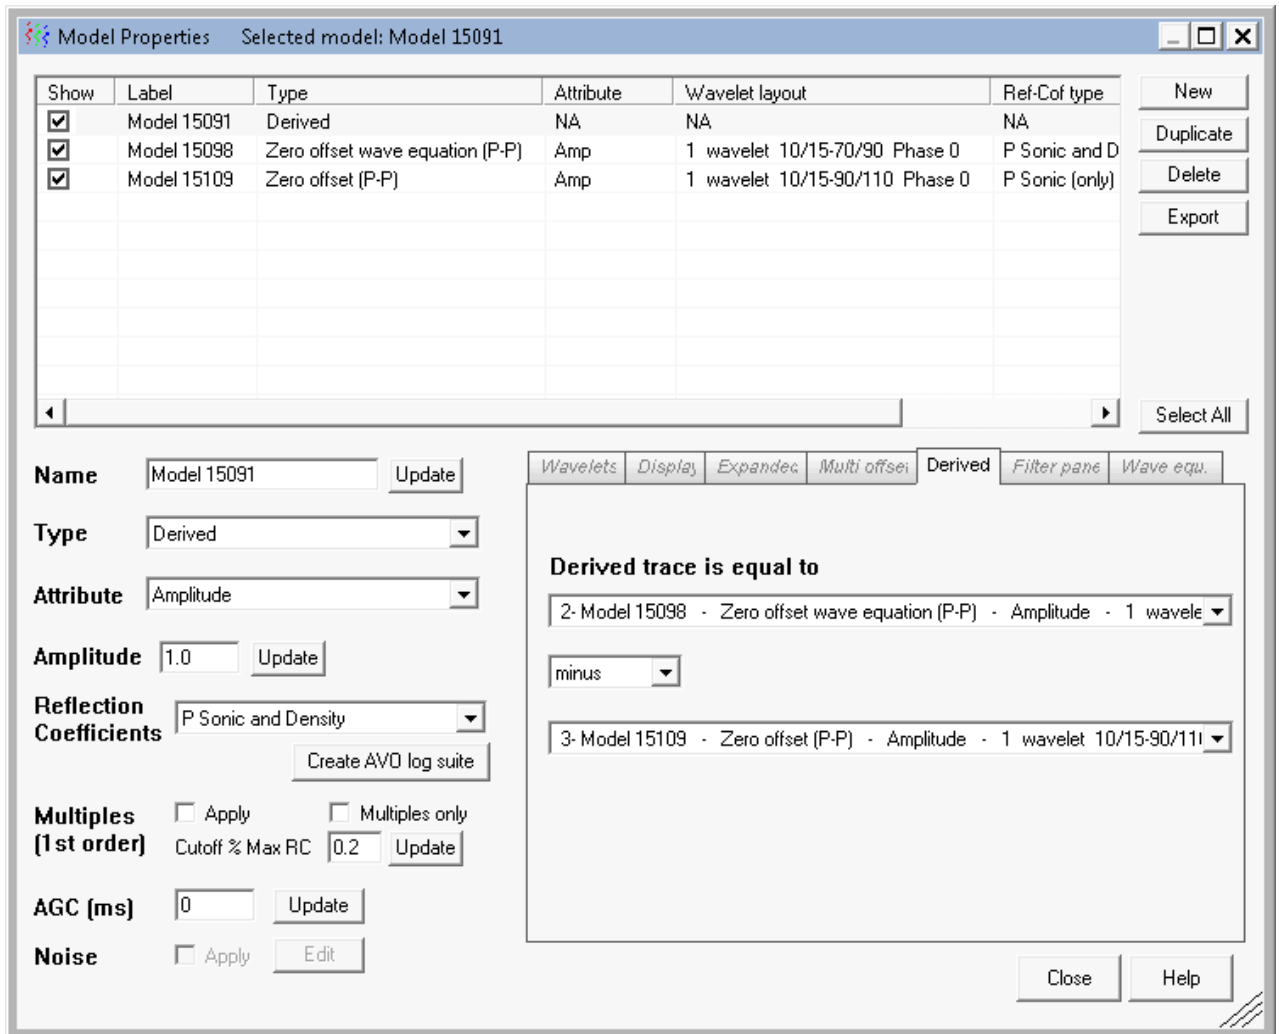 Model Properties Selected model: Model 15091
Show Label Type Attribute Wavelet layout Ref-Cof type
Model 15091 Derived NA NA NA
Model 15098 Zero offset wave equation (P-P) Amp 1 wavelet 10/15-70/90 Phase 0 P Sonic and D
Model 15109 Zero offset (P-P) Amp 1 wavelet 10/15-90/110 Phase 0 P Sonic (only)
New
Duplicate
Delete
Export
Select All
Name Model 15091 Update
Type Derived
Attribute Amplitude
Amplitude 1.0 Update
Reflection
Coefficients P Sonic and Density
Create AVO log suite
Multiples
(1st order) Apply Multiples only
Cutoff % Max RC 0.2 Update
AGC (ms) 0 Update
Noise Apply Edit
Wavelets Display Expanded Multi offset Derived Filter pane Wave equ.
Derived trace is equal to
2- Model 15098 - Zero offset wave equation (P-P) - Amplitude - 1 wavele
minus
3- Model 15109 - Zero offset (P-P) - Amplitude - 1 wavelet 10/15-90/11
Close Help